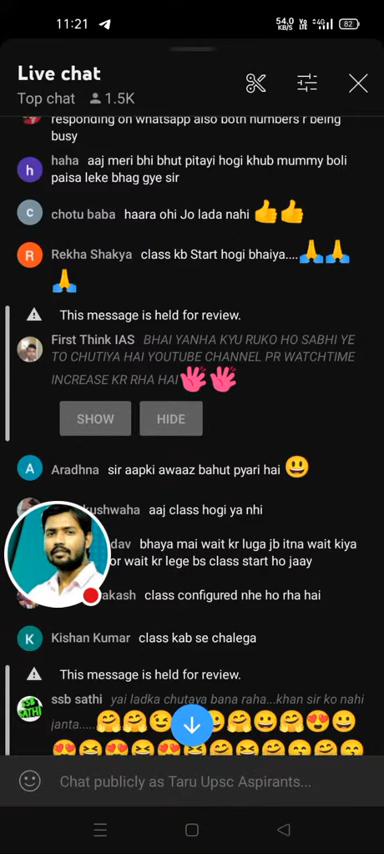 11:21
54.0 KB/S
4G
82
Live chat
Top chat 1.5K
responding on whatsapp also both numbers r being
busy
h
haha aaj meri bhi bhut pitayi hogi khub mummy boli
paisa leke bhag gye sir
c
chotu baba haara ohi Jo lada nahi 👍👍
R
Rekha Shakya class kb Start hogi bhaiya....🙏🙏
🙏
This message is held for review.
First Think IAS BHAI YANHA KYU RUKO HO SABHI YE
TO CHUTIYA HAI YOUTUBE CHANNEL PR WATCHTIME
INCREASE KR RHA HAI
SHOW HIDE
A
Aradhna sir aapki awaaz bahut pyari hai 😃
kushwaha aaj class hogi ya nhi
dav bhaya mai wait kr luga jb itna wait kiya
or wait kr lege bs class start ho jaay
akash class configured nhe ho rha hai
K
Kishan Kumar class kab se chalega
This message is held for review.
SSB
SATHI
ssb sathi yai ladka chutaya bana raha...khan sir ko nahi
janta.....
Chat publicly as Taru Upsc Aspirants...